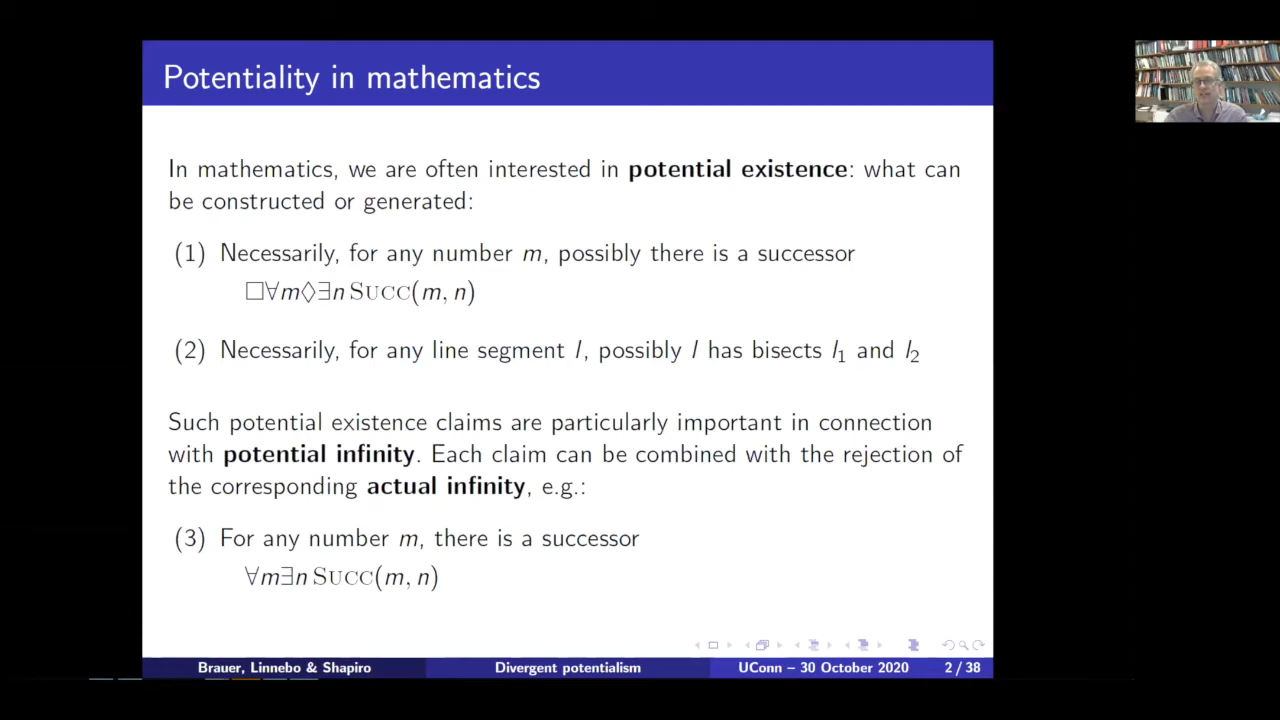 Potentiality in mathematics
In mathematics, we are often interested in potential existence: what can
be constructed or generated:
(1) Necessarily, for any number m, possibly there is a successor
□∀m◊∃n SUCC(m, n)
(2) Necessarily, for any line segment l, possibly l has bisects l₁ and l₂
Such potential existence claims are particularly important in connection
with potential infinity. Each claim can be combined with the rejection of
the corresponding actual infinity, e.g.:
(3) For any number m, there is a successor
∀m∃n SUCC(m, n)
Brauer, Linnebo & Shapiro
Divergent potentialism
UConn – 30 October 2020
2 / 38